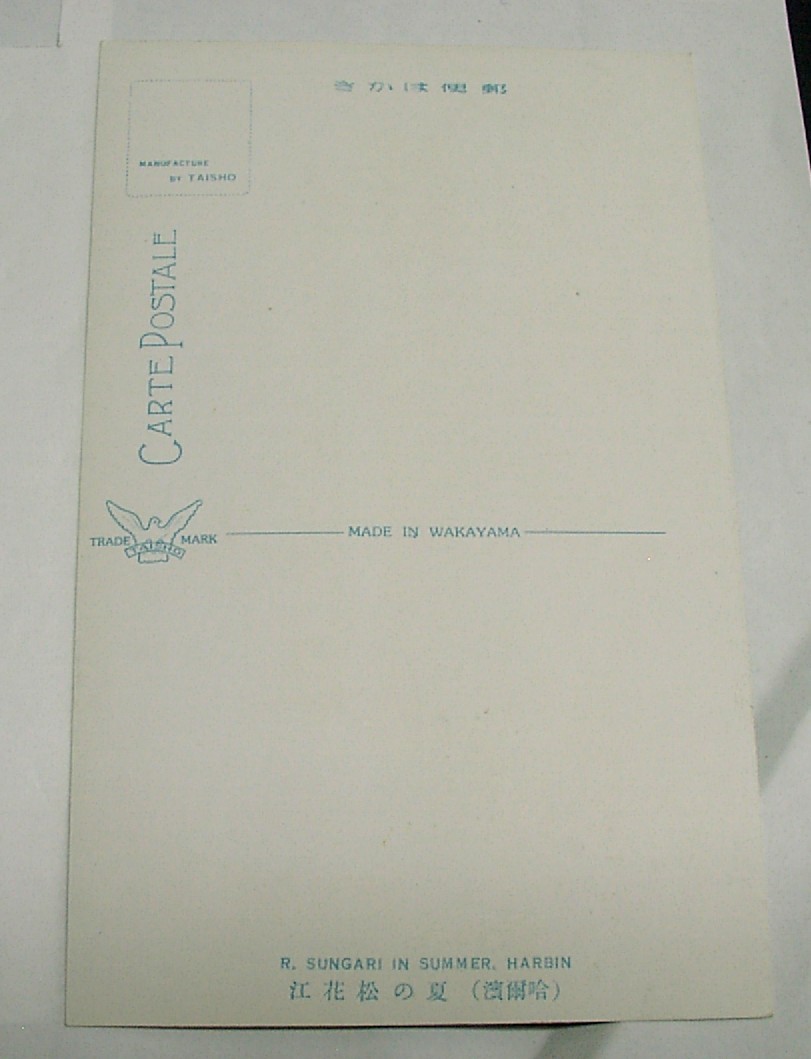 郵便はかき
MANUFACTURE
BY TAISHO
CARTE POSTALE
TRADE MARK
TAISHO
MADE IN WAKAYAMA
R. SUNGARI IN SUMMER, HARBIN
（哈爾濱）夏の松花江